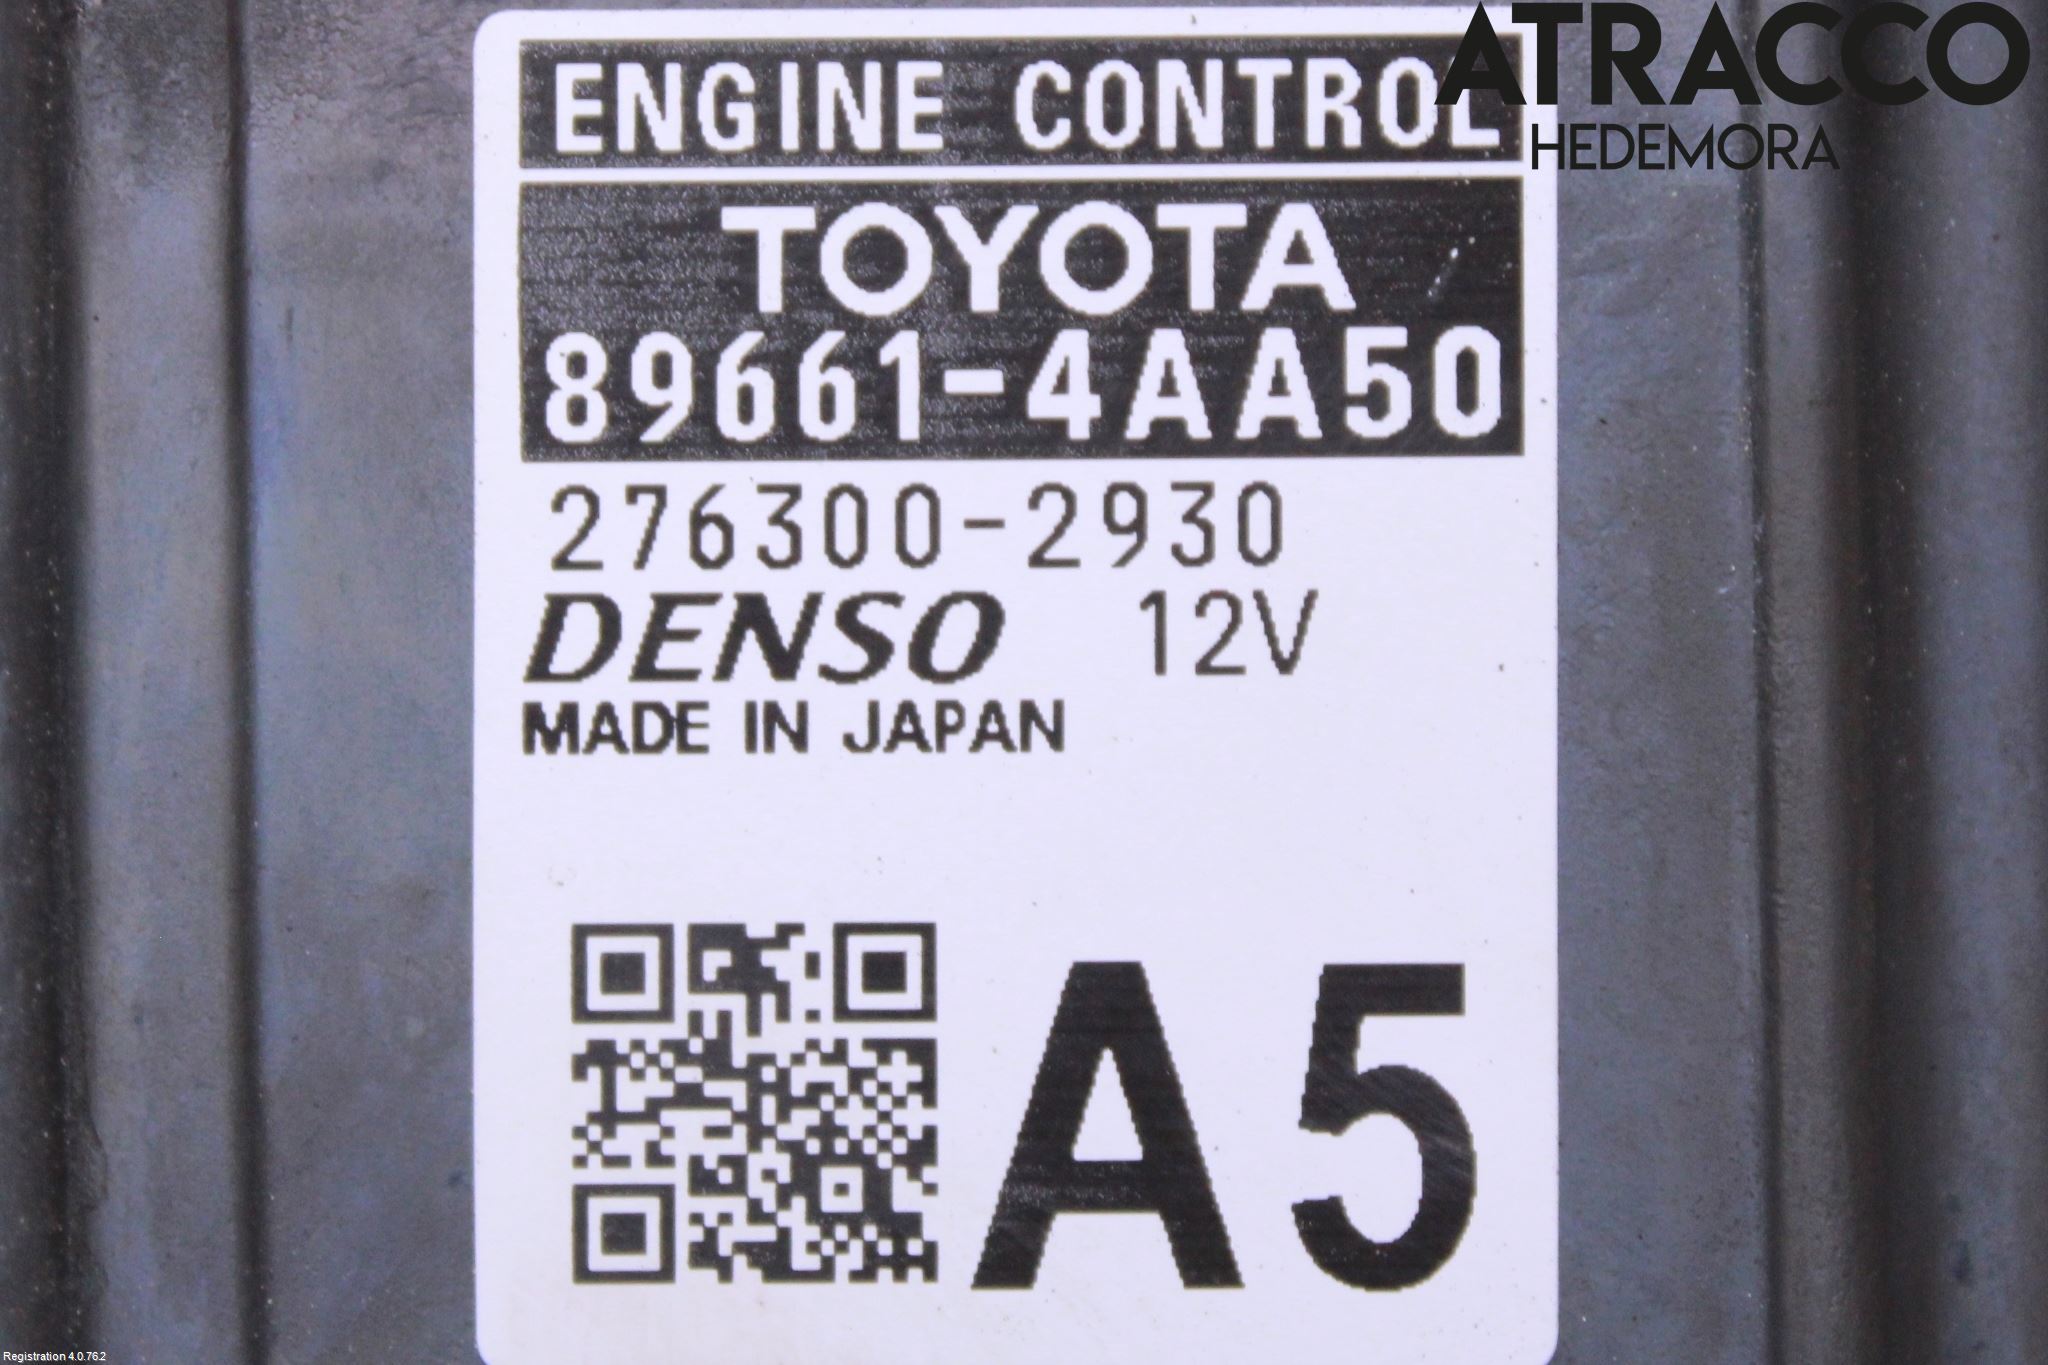 ATRACCO
HEDEMORA
ENGINE CONTROL
TOYOTA
89661-4AA50
276300-2930
DENSO 12V
MADE IN JAPAN
A5
Registration 4.0.76.2